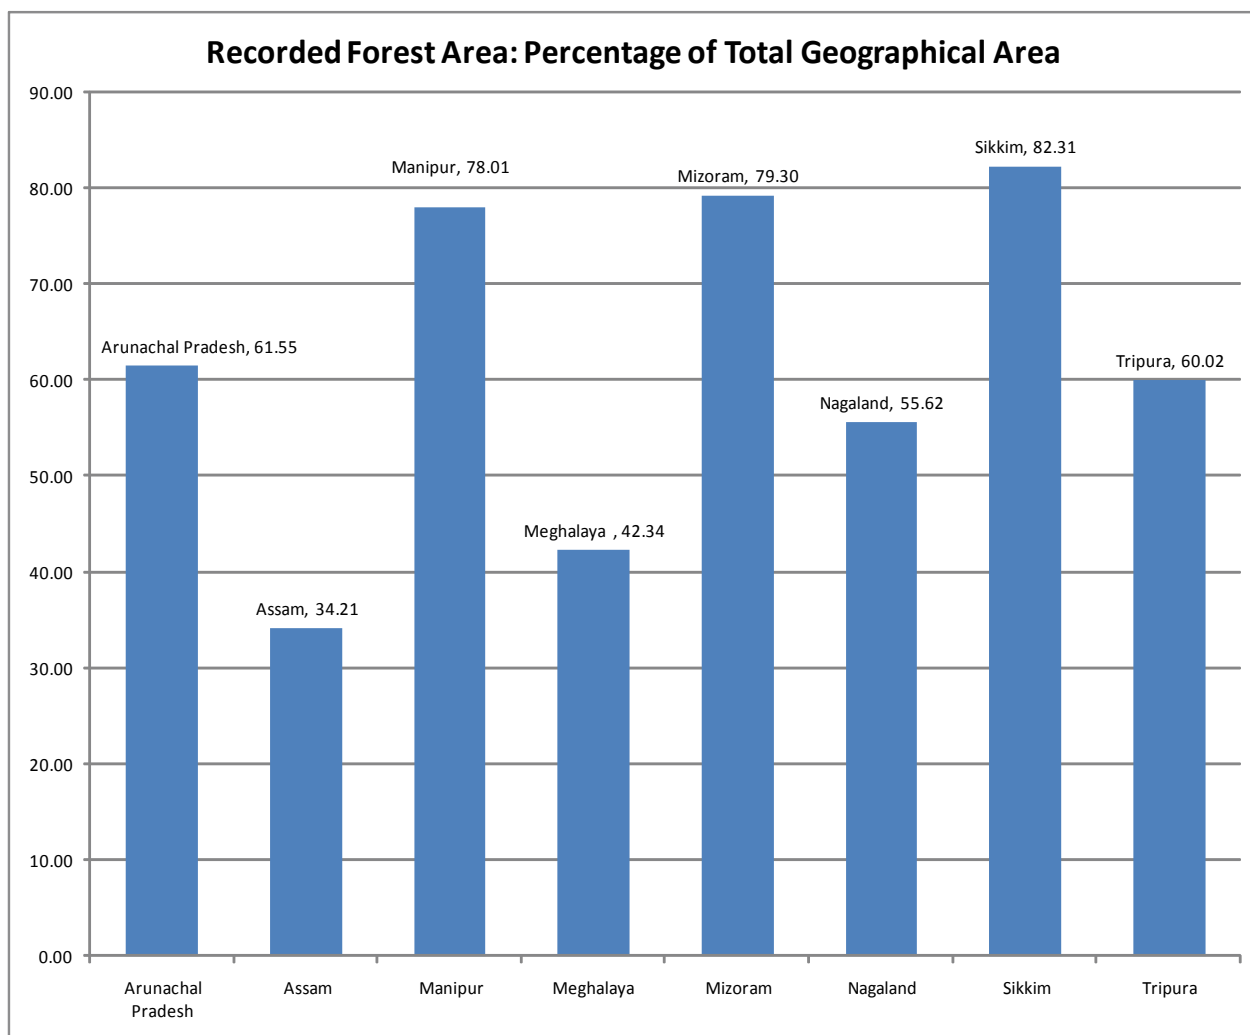 Recorded Forest Area: Percentage of Total Geographical Area
90.00
80.00
70.00
60.00
50.00
40.00
30.00
20.00
10.00
0.00
Arunachal Pradesh, 61.55
Assam, 34.21
Manipur, 78.01
Meghalaya , 42.34
Mizoram, 79.30
Nagaland, 55.62
Sikkim, 82.31
Tripura, 60.02
Arunachal
Pradesh
Assam
Manipur
Meghalaya
Mizoram
Nagaland
Sikkim
Tripura